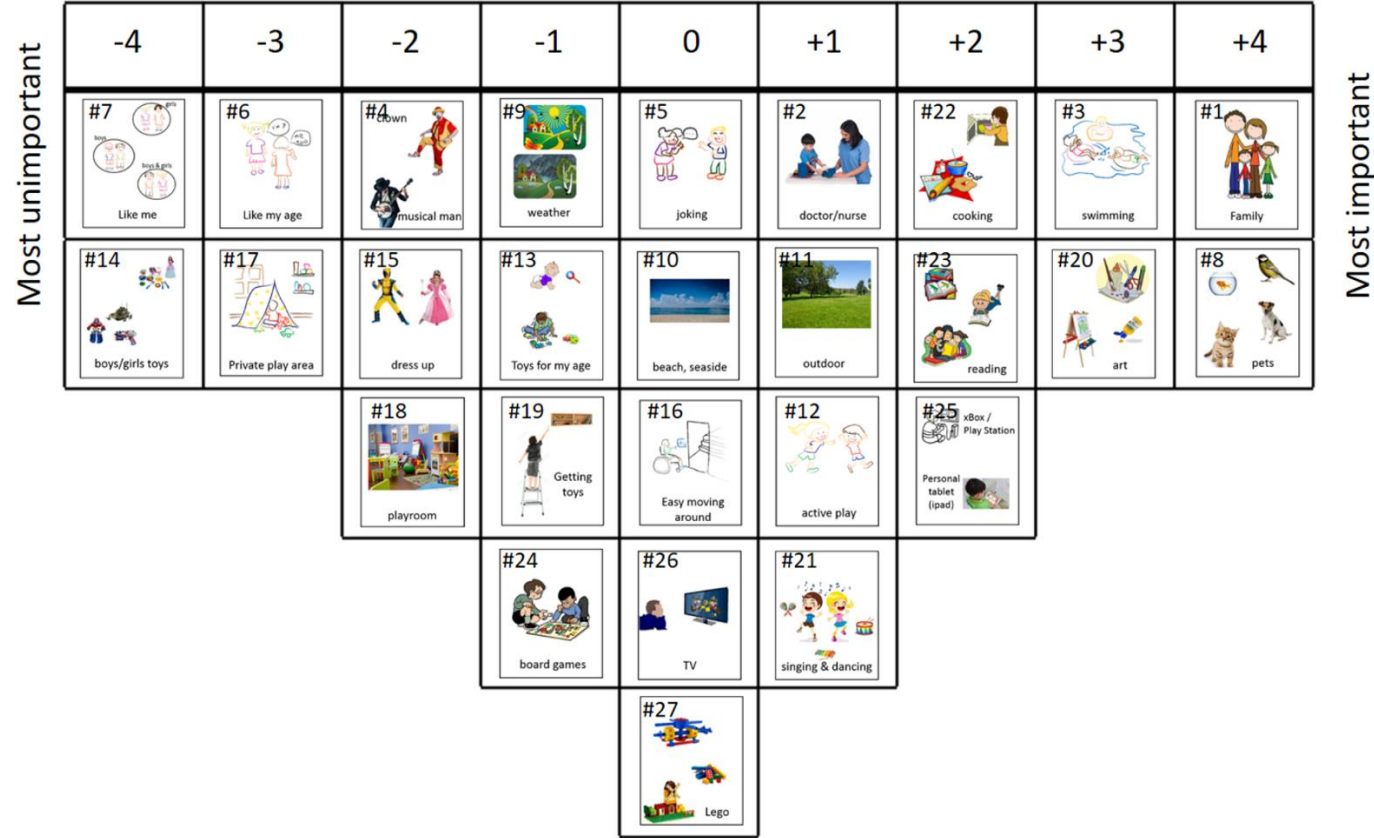 -4 -3 -2 -1 0 +1 +2 +3 +4
Most unimportant
Most important
#7
girls
boys
boys & girls
Like me
#6
Like my age
#4
clown
musical man
#9
weather
#5
joking
#2
doctor/nurse
#22
cooking
#3
swimming
#1
Family
#14
boys/girls toys
#17
Private play area
#15
dress up
#13
Toys for my age
#10
beach, seaside
#11
outdoor
#23
reading
#20
art
#8
pets
#18
playroom
#19
Getting
toys
#16
Easy moving
around
#12
active play
#25
xBox /
Play Station
Personal
tablet
(ipad)
#24
board games
#26
TV
#21
singing & dancing
#27
Lego